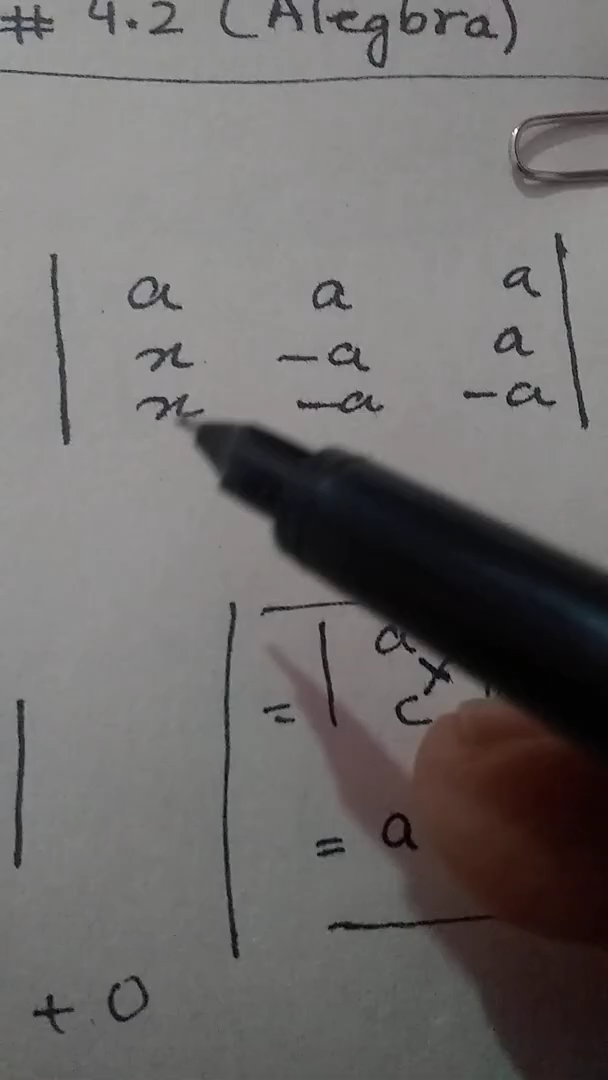 # 4.2 (Alegbra)
| a a a |
| x -a a |
| x -a -a |
= | a
c
= a
+ 0